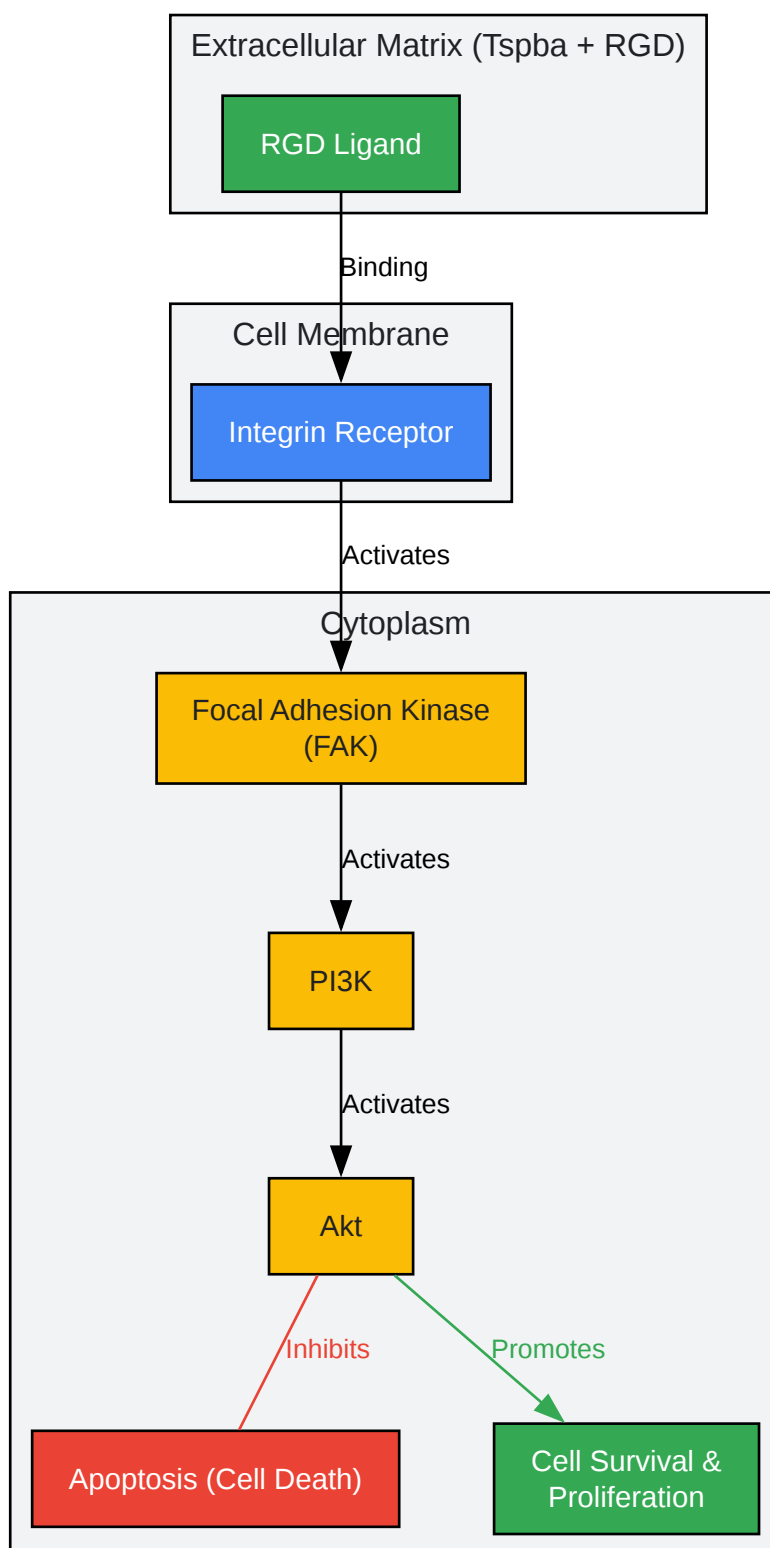 Extracellular Matrix (Tspba + RGD)
RGD Ligand
Binding
Cell Membrane
Integrin Receptor
Activates
Cytoplasm
Focal Adhesion Kinase
(FAK)
Activates
PI3K
Activates
Akt
Inhibits
Promotes
Apoptosis (Cell Death)
Cell Survival &
Proliferation